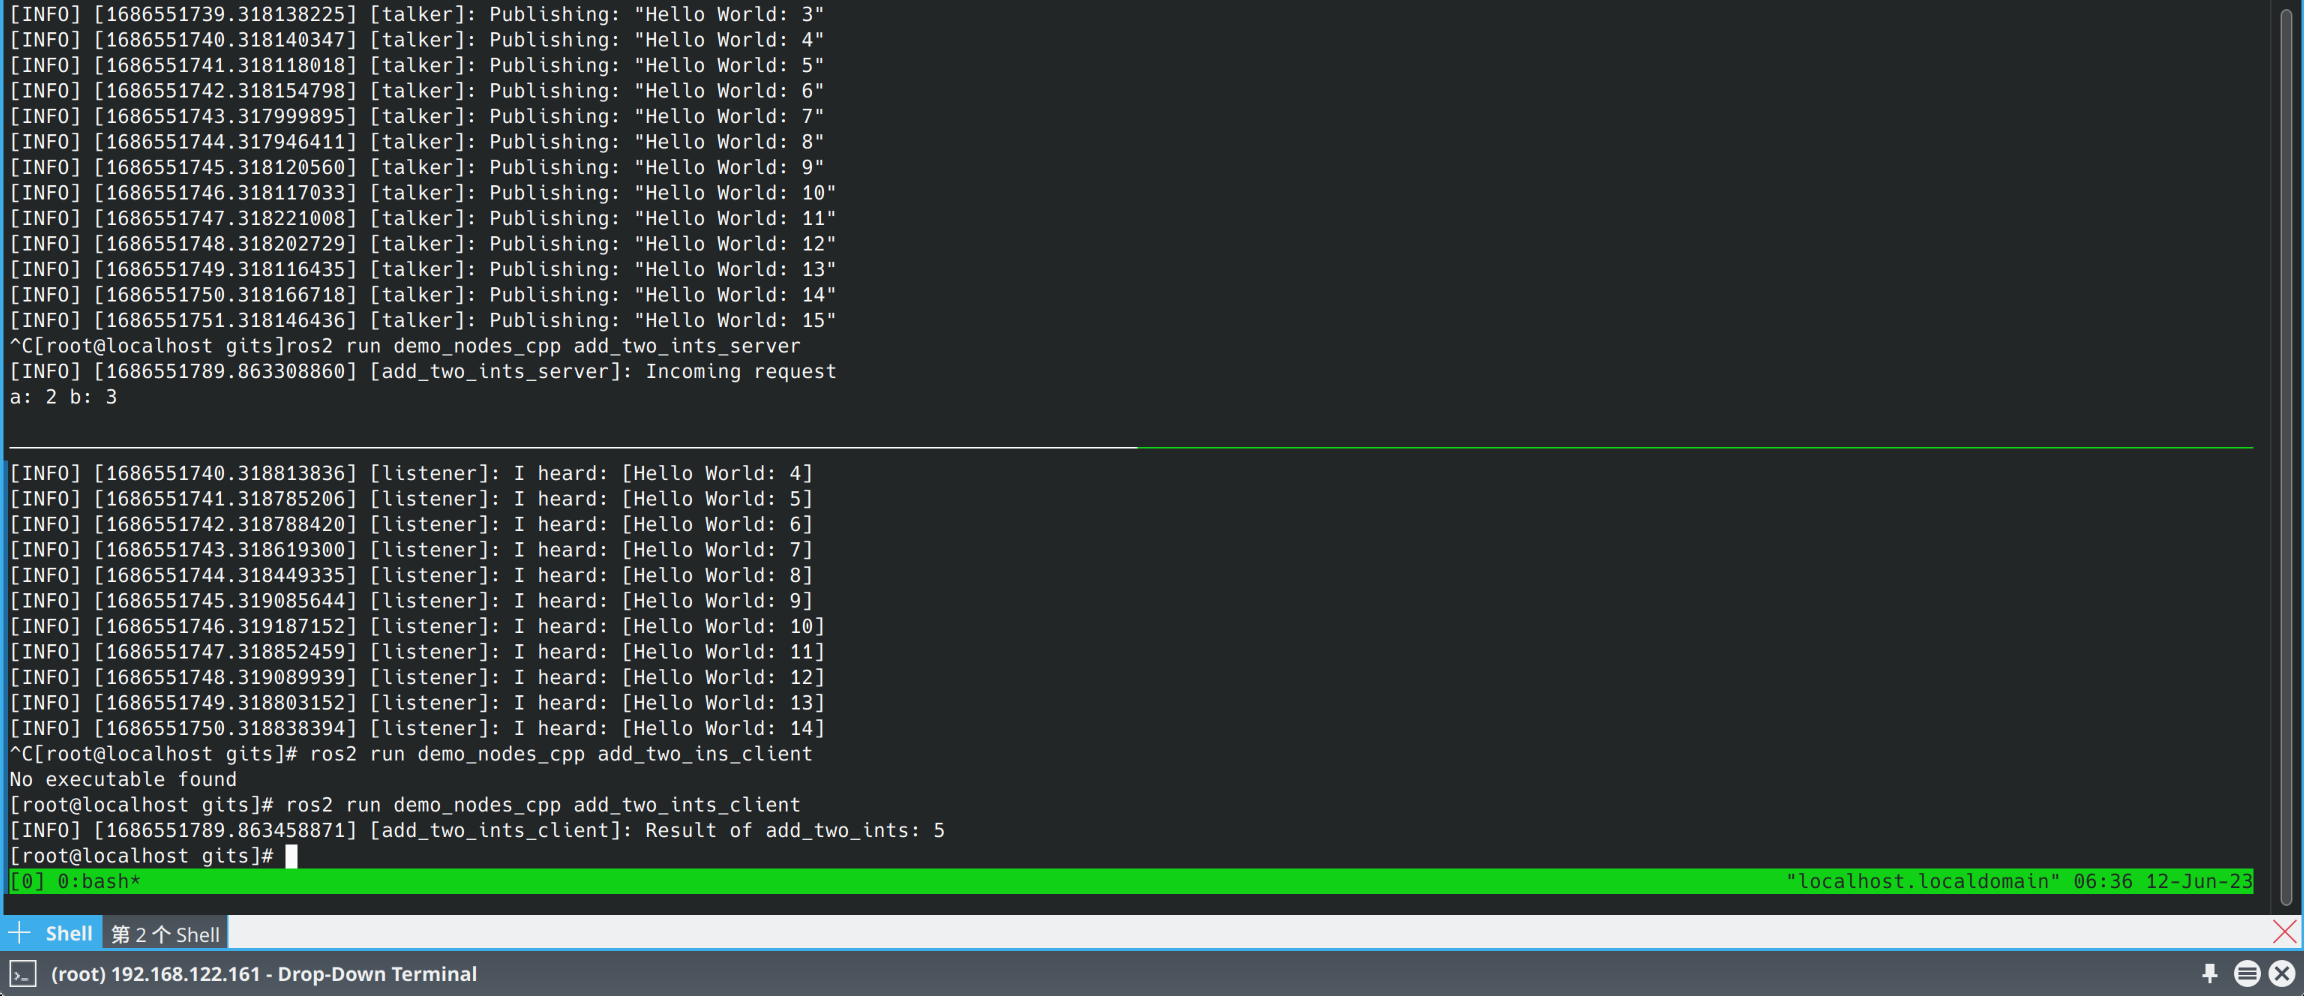 [INFO] [1686551739.318138225] [talker]: Publishing: "Hello World: 3"
[INFO] [1686551740.318140347] [talker]: Publishing: "Hello World: 4"
[INFO] [1686551741.318118018] [talker]: Publishing: "Hello World: 5"
[INFO] [1686551742.318154798] [talker]: Publishing: "Hello World: 6"
[INFO] [1686551743.317999895] [talker]: Publishing: "Hello World: 7"
[INFO] [1686551744.317946411] [talker]: Publishing: "Hello World: 8"
[INFO] [1686551745.318120560] [talker]: Publishing: "Hello World: 9"
[INFO] [1686551746.318117033] [talker]: Publishing: "Hello World: 10"
[INFO] [1686551747.318221008] [talker]: Publishing: "Hello World: 11"
[INFO] [1686551748.318202729] [talker]: Publishing: "Hello World: 12"
[INFO] [1686551749.318116435] [talker]: Publishing: "Hello World: 13"
[INFO] [1686551750.318166718] [talker]: Publishing: "Hello World: 14"
[INFO] [1686551751.318146436] [talker]: Publishing: "Hello World: 15"
^C[root@localhost gits]ros2 run demo_nodes_cpp add_two_ints_server
[INFO] [1686551789.863308860] [add_two_ints_server]: Incoming request
a: 2 b: 3
[INFO] [1686551740.318813836] [listener]: I heard: [Hello World: 4]
[INFO] [1686551741.318785206] [listener]: I heard: [Hello World: 5]
[INFO] [1686551742.318788420] [listener]: I heard: [Hello World: 6]
[INFO] [1686551743.318619300] [listener]: I heard: [Hello World: 7]
[INFO] [1686551744.318449335] [listener]: I heard: [Hello World: 8]
[INFO] [1686551745.319085644] [listener]: I heard: [Hello World: 9]
[INFO] [1686551746.319187152] [listener]: I heard: [Hello World: 10]
[INFO] [1686551747.318852459] [listener]: I heard: [Hello World: 11]
[INFO] [1686551748.319089939] [listener]: I heard: [Hello World: 12]
[INFO] [1686551749.318803152] [listener]: I heard: [Hello World: 13]
[INFO] [1686551750.318838394] [listener]: I heard: [Hello World: 14]
^C[root@localhost gits]# ros2 run demo_nodes_cpp add_two_ins_client
No executable found
[root@localhost gits]# ros2 run demo_nodes_cpp add_two_ints_client
[INFO] [1686551789.863458871] [add_two_ints_client]: Result of add_two_ints: 5
[root@localhost gits]#
[0] 0:bash* "localhost.localdomain" 06:36 12-Jun-23
Shell 第 2 个 Shell
(root) 192.168.122.161 - Drop-Down Terminal